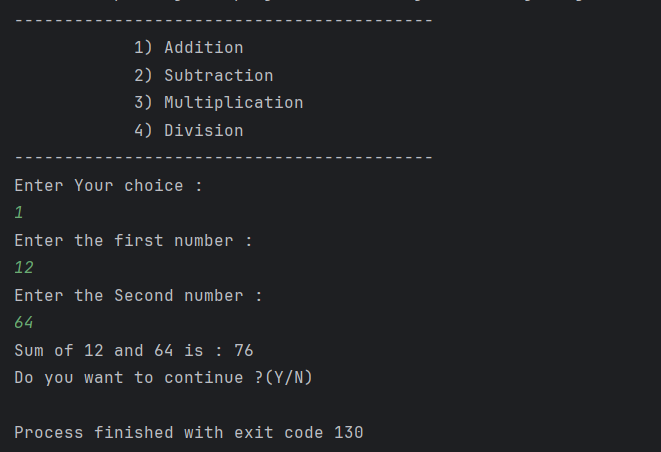 ------------------------------------------
1) Addition
2) Subtraction
3) Multiplication
4) Division
------------------------------------------
Enter Your choice :
1
Enter the first number :
12
Enter the Second number :
64
Sum of 12 and 64 is : 76
Do you want to continue ?(Y/N)
Process finished with exit code 130